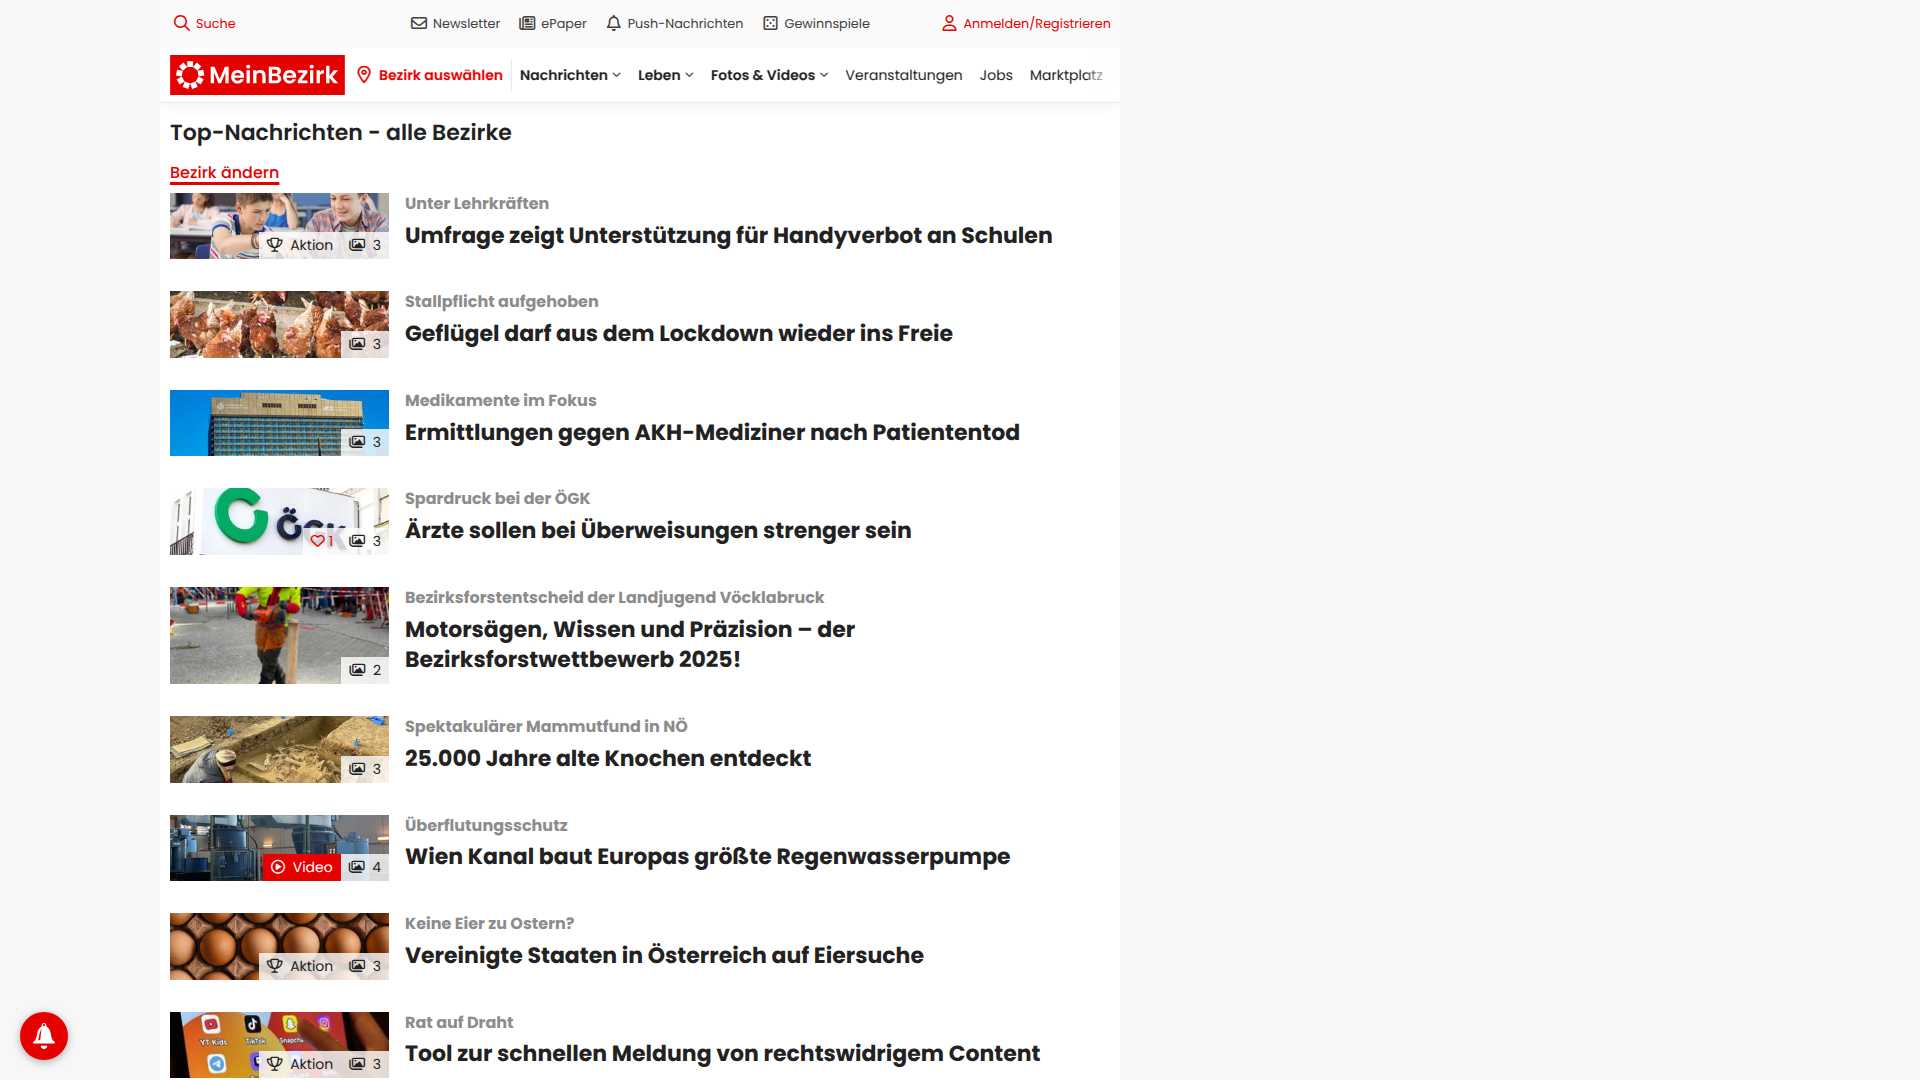 Suche
Newsletter
ePaper
Push-Nachrichten
Gewinnspiele
Anmelden/Registrieren
MeinBezirk
Bezirk auswählen
Nachrichten
Leben
Fotos & Videos
Veranstaltungen
Jobs
Marktplatz
Top-Nachrichten - alle Bezirke
Bezirk ändern
Aktion 3
Unter Lehrkräften
Umfrage zeigt Unterstützung für Handyverbot an Schulen
3
Stallpflicht aufgehoben
Geflügel darf aus dem Lockdown wieder ins Freie
3
Medikamente im Fokus
Ermittlungen gegen AKH-Mediziner nach Patiententod
ÖGK
1 3
Spardruck bei der ÖGK
Ärzte sollen bei Überweisungen strenger sein
2
Bezirksforstentscheid der Landjugend Vöcklabruck
Motorsägen, Wissen und Präzision – der
Bezirksforstwettbewerb 2025!
3
Spektakulärer Mammutfund in NÖ
25.000 Jahre alte Knochen entdeckt
Video 4
Überflutungsschutz
Wien Kanal baut Europas größte Regenwasserpumpe
Aktion 3
Keine Eier zu Ostern?
Vereinigte Staaten in Österreich auf Eiersuche
YT Kids TikTok Snapcha
Aktion 3
Rat auf Draht
Tool zur schnellen Meldung von rechtswidrigem Content